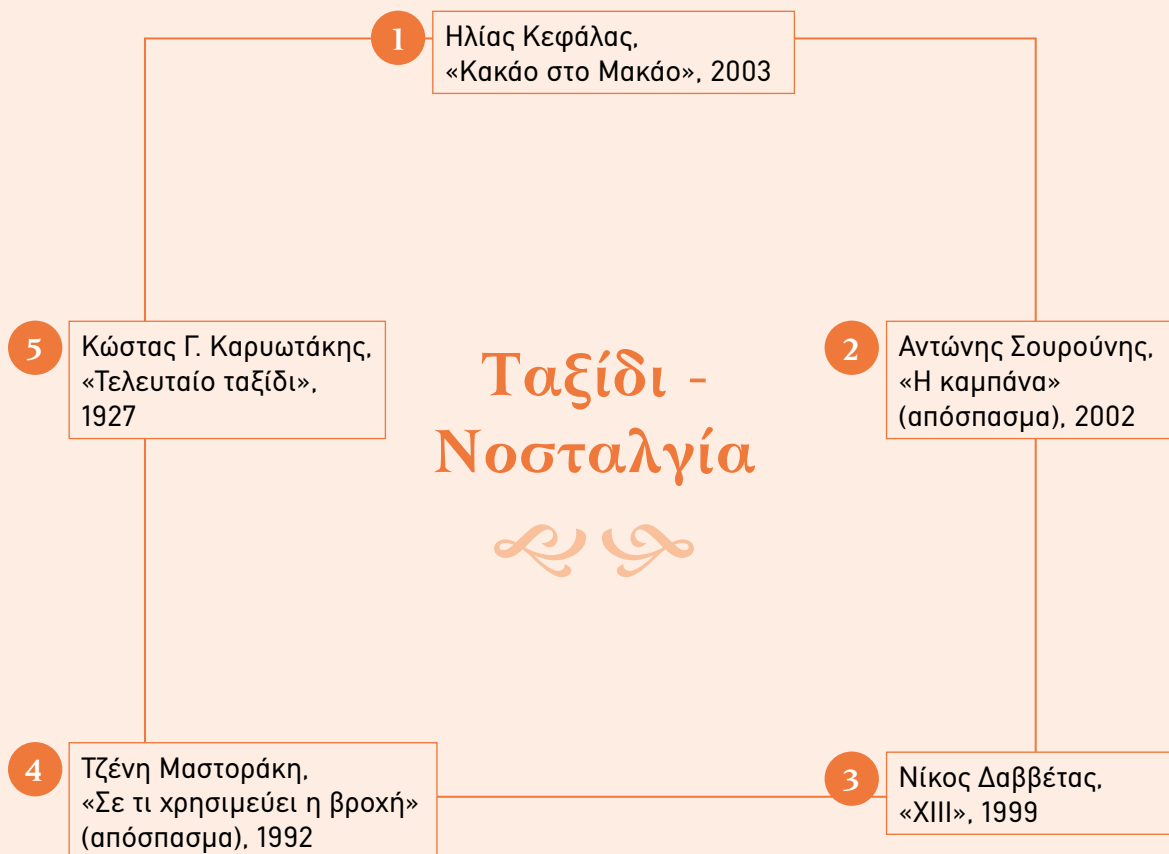 1
Ηλίας Κεφάλας,
«Κακάο στο Μακάο», 2003
2
Αντώνης Σουρούνης,
«Η καμπάνα»
(απόσπασμα), 2002
3
Νίκος Δαββέτας,
«XIII», 1999
4
Τζένη Μαστοράκη,
«Σε τι χρησιμεύει η βροχή»
(απόσπασμα), 1992
5
Κώστας Γ. Καρυωτάκης,
«Τελευταίο ταξίδι»,
1927
Ταξίδι -
Νοσταλγία